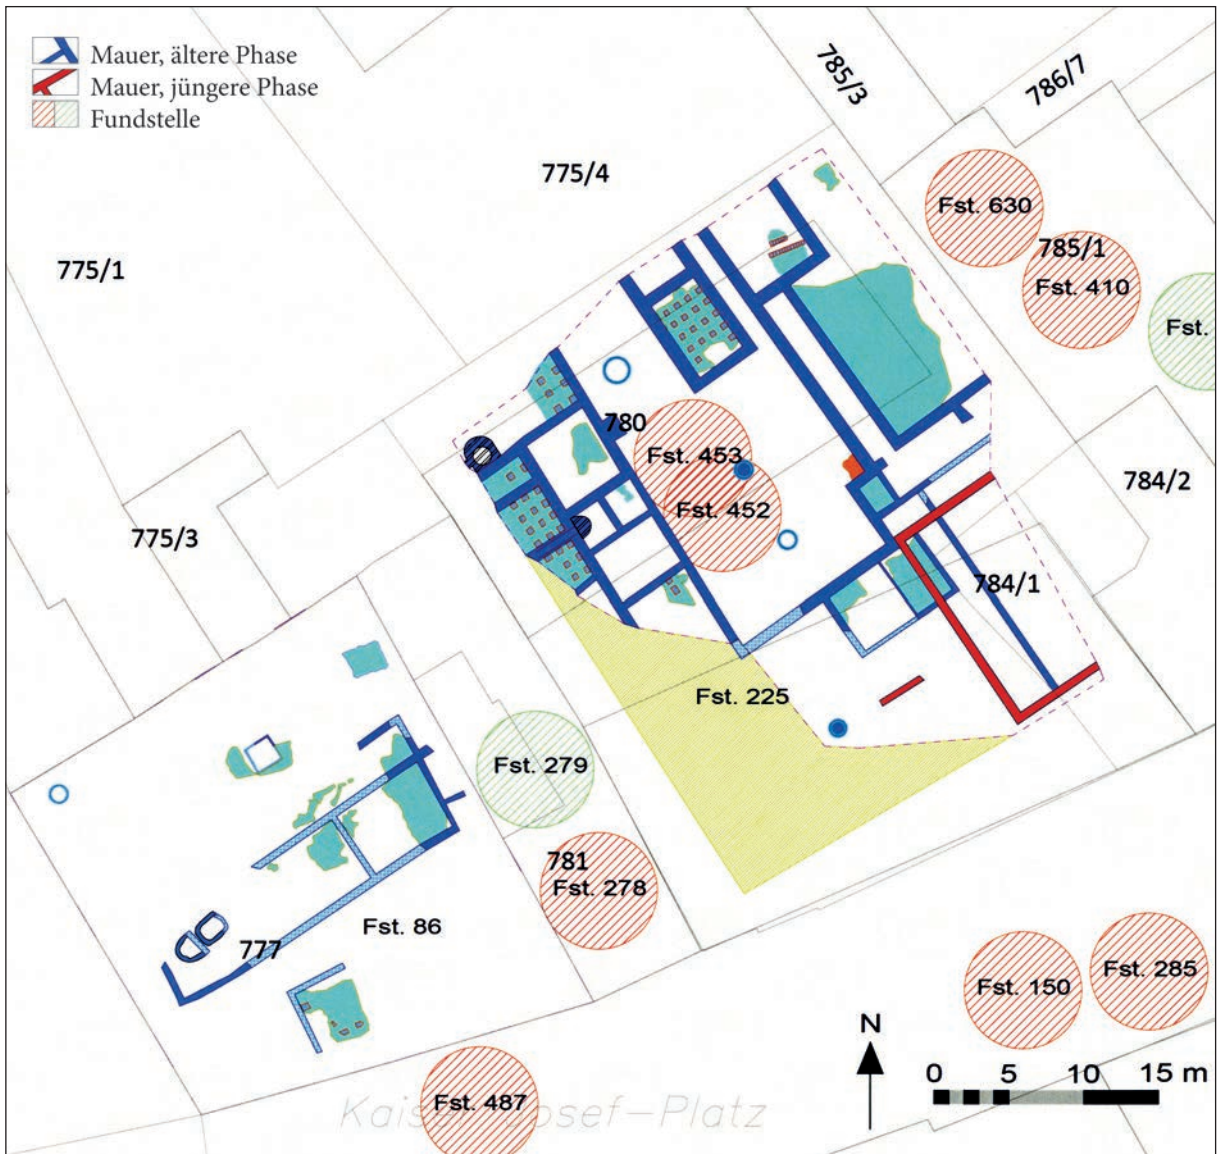 Mauer, ältere Phase
Mauer, jüngere Phase
Fundstelle
785/3
786/7
775/4
Fst. 630
785/1
775/1
Fst. 410
Fst.
780
Fst. 453
784/2
Fst. 452
775/3
784/1
Fst. 225
Fst. 279
781
Fst. 278
Fst. 86
777
Fst. 150
Fst. 285
N
0 5 10 15 m
Fst. 487
Kaiser Josef-Platz